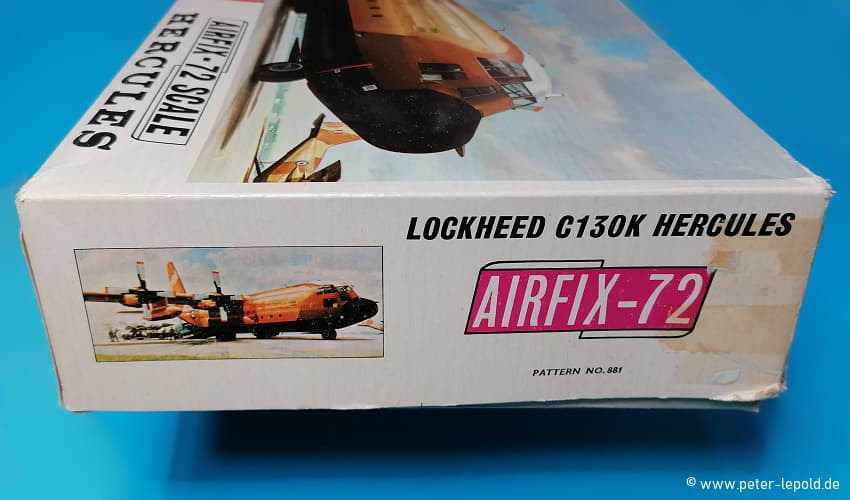 AIRFIX-72 SCALE
HERCULES
LOCKHEED C130K HERCULES
AIRFIX-72
PATTERN NO. 881
© www.peter-lepold.de